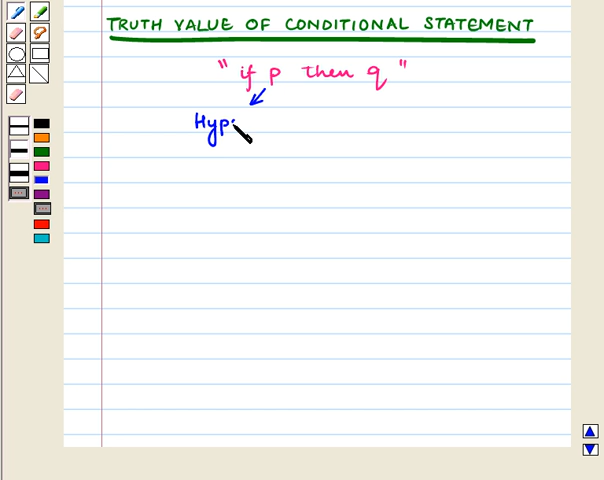 TRUTH VALUE OF CONDITIONAL STATEMENT
" if p then q "
Hyp